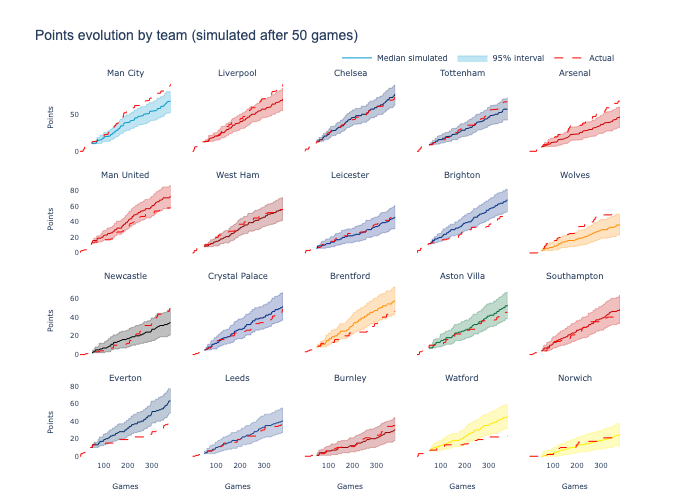 Points evolution by team (simulated after 50 games)
Median simulated 95% interval Actual
Man City Liverpool Chelsea Tottenham Arsenal
Points
50
0
Man United West Ham Leicester Brighton Wolves
Points
80
60
40
20
0
Newcastle Crystal Palace Brentford Aston Villa Southampton
Points
60
40
20
0
Everton Leeds Burnley Watford Norwich
Points
80
60
40
20
0
100 200 300 100 200 300 100 200 300 100 200 300 100 200 300
Games Games Games Games Games